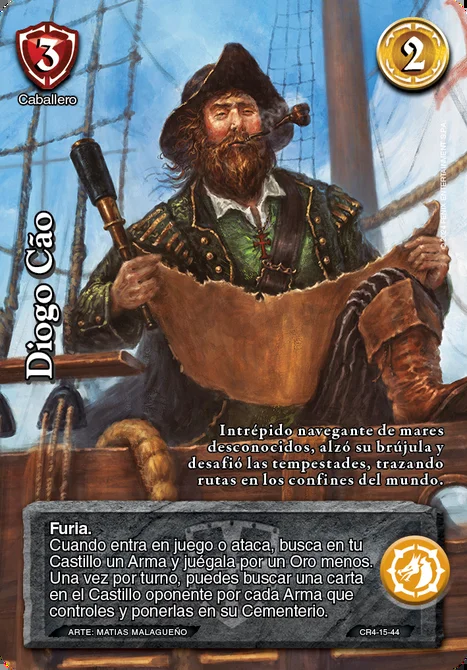 3
2
Caballero
Diogo Cão
Intrépido navegante de mares
desconocidos, alzó su brújula y
desafió las tempestades, trazando
rutas en los confines del mundo.
Furia.
Cuando entra en juego o ataca, busca en tu
Castillo un Arma y juégala por un Oro menos.
Una vez por turno, puedes buscar una carta
en el Castillo oponente por cada Arma que
controles y ponerlas en su Cementerio.
ARTE: MATIAS MALAGUEÑO
CR4-15-44